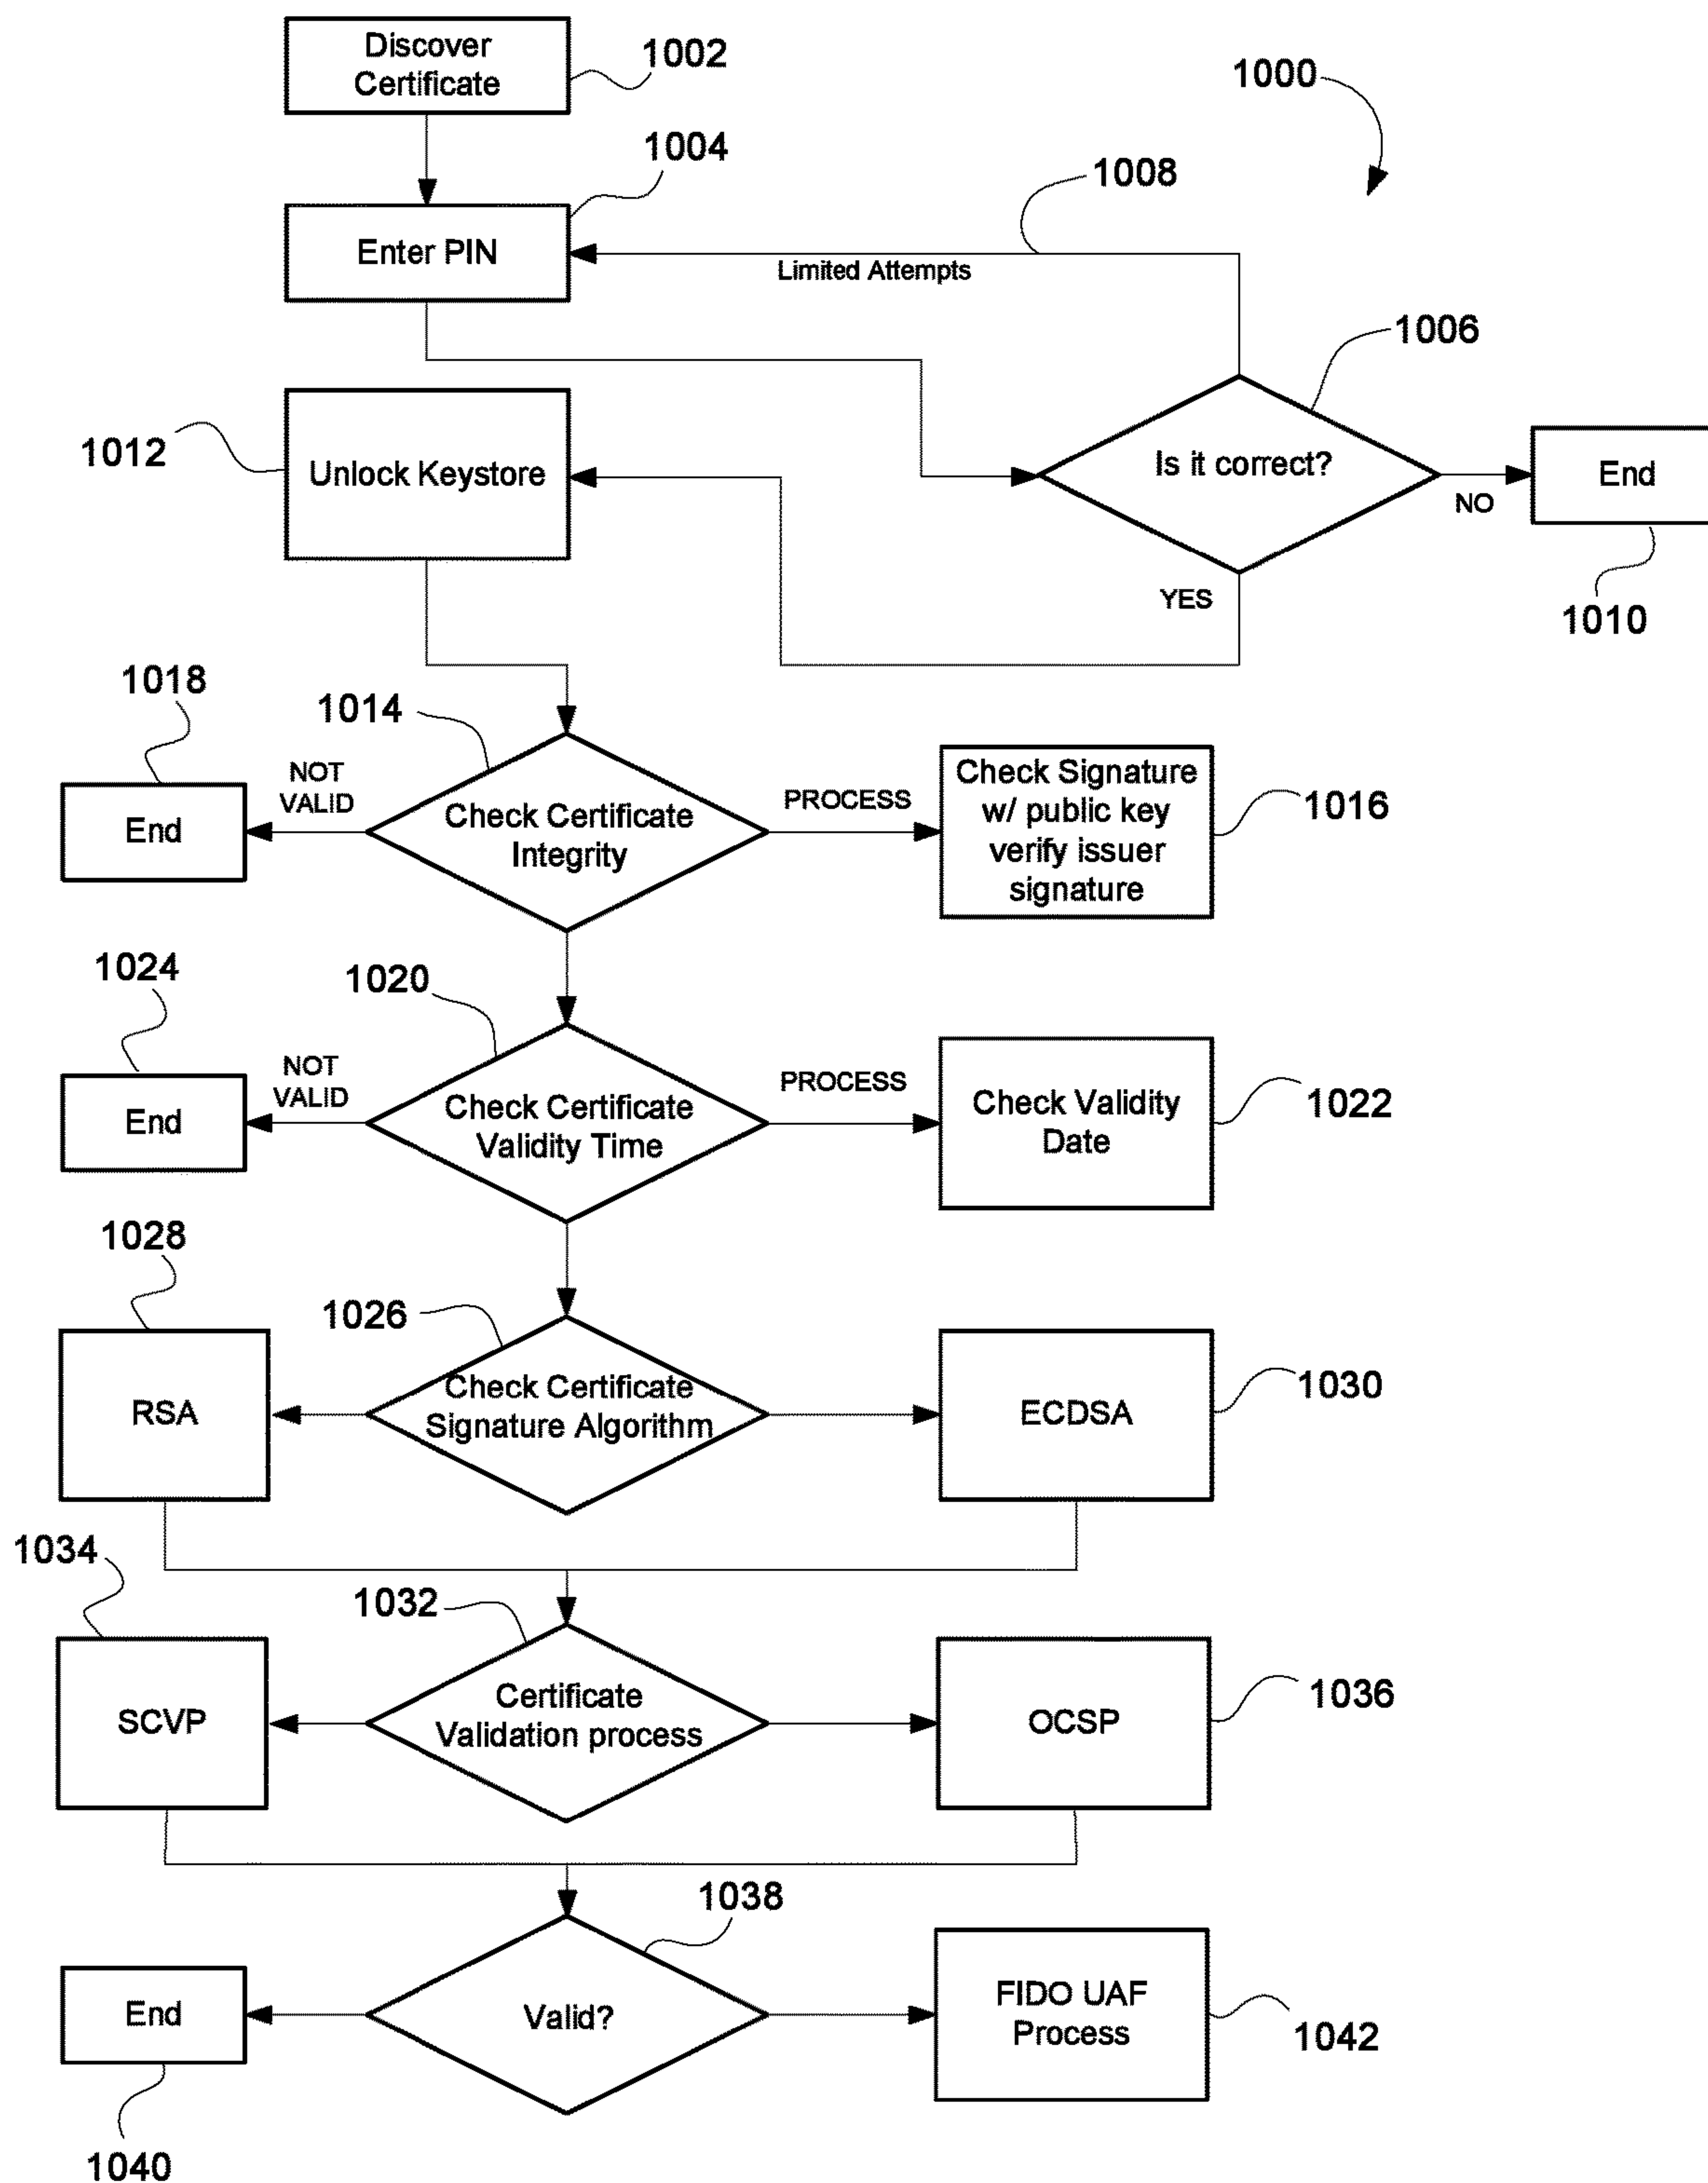 Discover
Certificate
1002
1000
1004
1008
Enter PIN
Limited Attempts
1006
1012
Unlock Keystore
Is it correct?
NO
End
YES
1010
1018
1014
NOT
VALID
End
Check Certificate
Integrity
PROCESS
Check Signature
w/ public key
verify issuer
signature
1016
1024
1020
NOT
VALID
End
Check Certificate
Validity Time
PROCESS
Check Validity
Date
1022
1028
1026
RSA
Check Certificate
Signature Algorithm
ECDSA
1030
1034
1032
SCVP
Certificate
Validation process
OCSP
1036
1038
End
Valid?
FIDO UAF
Process
1042
1040